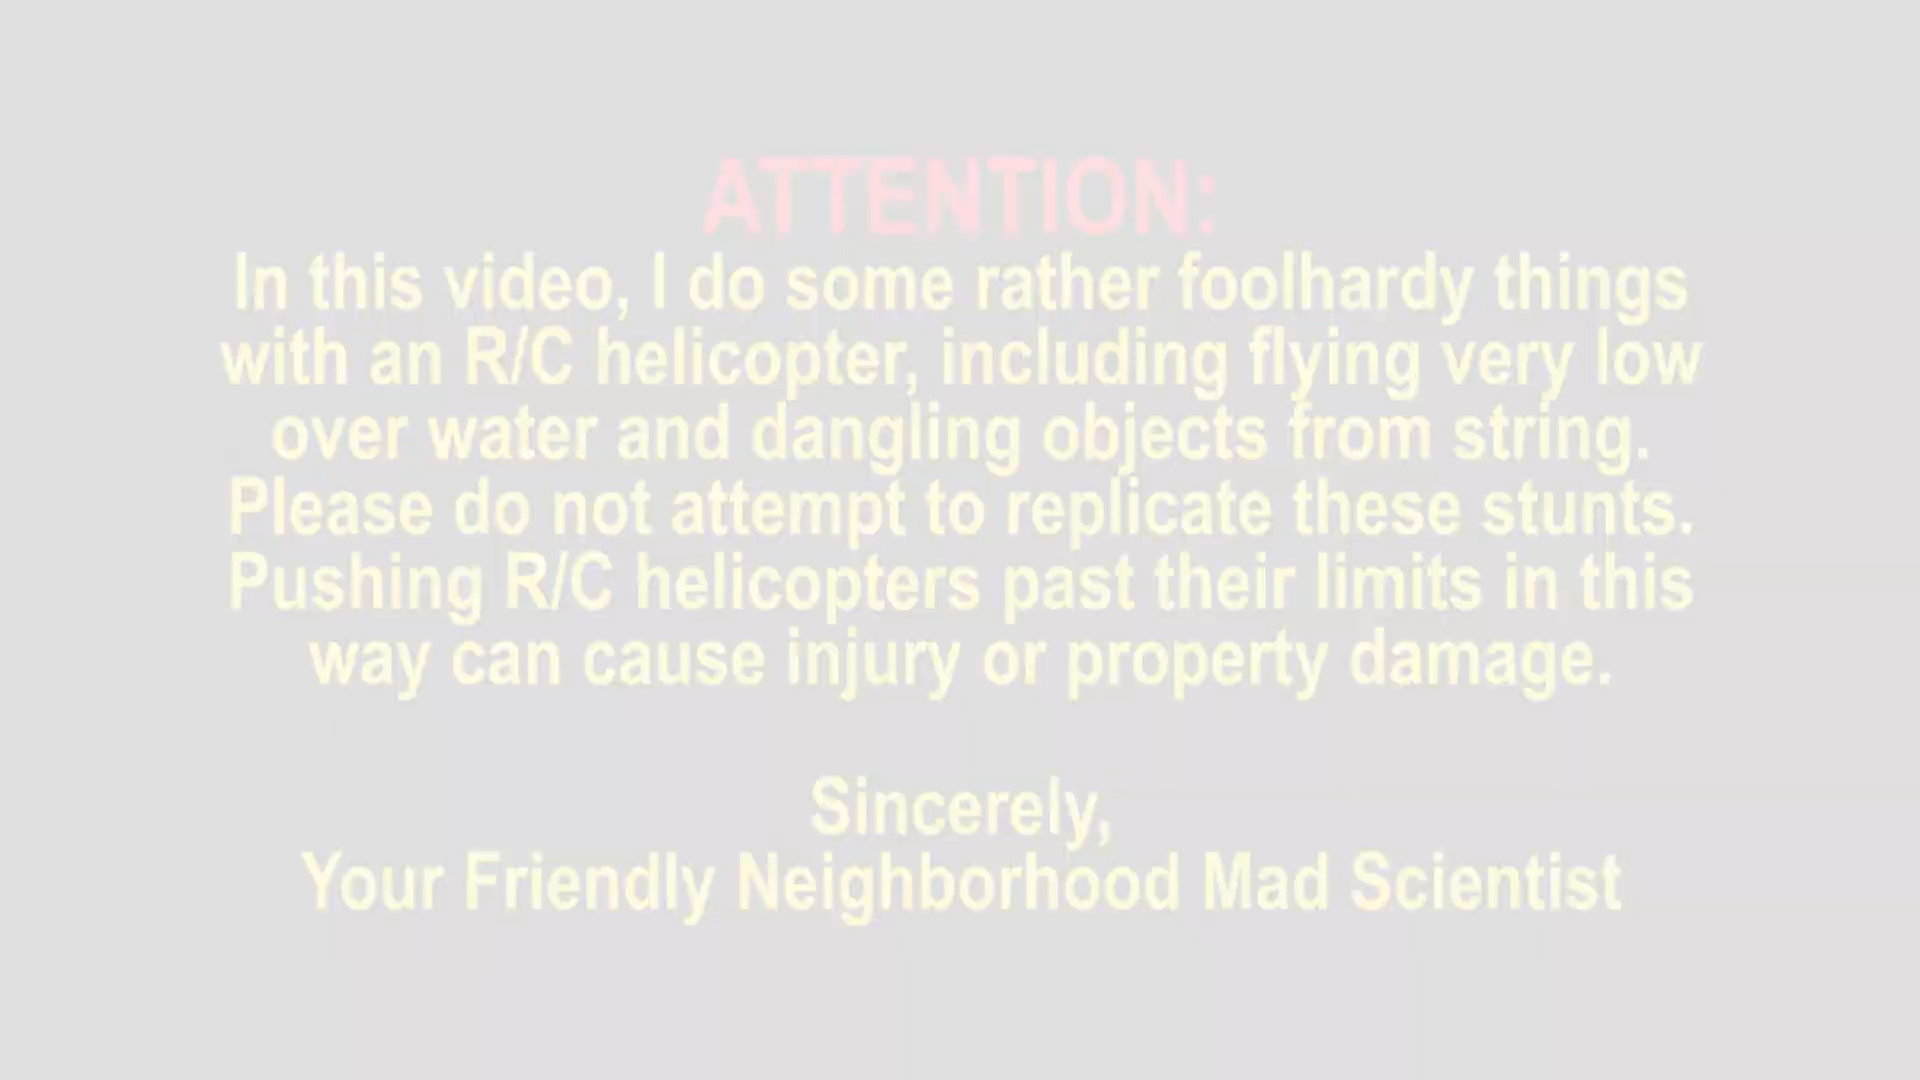 ATTENTION:
In this video, I do some rather foolhardy things
with an R/C helicopter, including flying very low
over water and dangling objects from string.
Please do not attempt to replicate these stunts.
Pushing R/C helicopters past their limits in this
way can cause injury or property damage.
Sincerely,
Your Friendly Neighborhood Mad Scientist